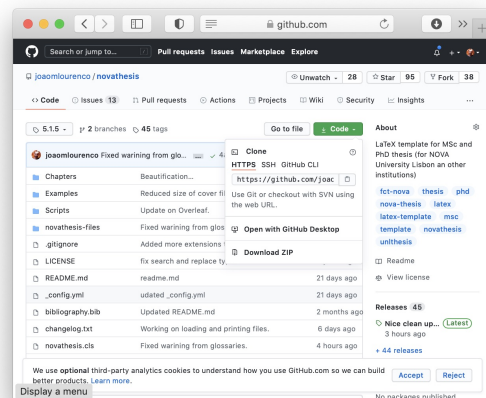 github.com
Search or jump to... /
Pull requests Issues Marketplace Explore
joaomlourenco / novathesis
Unwatch 28
Star 95
Fork 38
Code
Issues 13
Pull requests
Actions
Projects
Wiki
Security
Insights
...
5.1.5
2 branches
45 tags
Go to file
Code
joaomlourenco Fixed warining from glo...
Chapters Beautification...
Examples Reduced size of cover fil
Scripts Update on Overleaf.
novathesis-files Fixed warining from glos
.gitignore Added more extensions
LICENSE fix search and replace ty
README.md readme.md 21 days ago
_config.yml udated _config.yml 21 days ago
bibliography.bib Updated README.md 2 months ago
changelog.txt Working on loading and printing files. 6 days ago
novathesis.cls Fixed warining from glossaries. 4 hours ago
Clone
HTTPS SSH GitHub CLI
https://github.com/joac
Use Git or checkout with SVN using
the web URL.
Open with GitHub Desktop
Download ZIP
About
LaTeX template for MSc and
PhD thesis (for NOVA
University Lisbon an other
institutions)
fct-nova thesis phd
nova-thesis latex
latex-template msc
template novathesis
unlthesis
Readme
View license
Releases 45
Nice clean up... Latest
3 hours ago
+ 44 releases
No packages published
We use optional third-party analytics cookies to understand how you use GitHub.com so we can build
better products. Learn more.
Accept
Reject
Display a menu